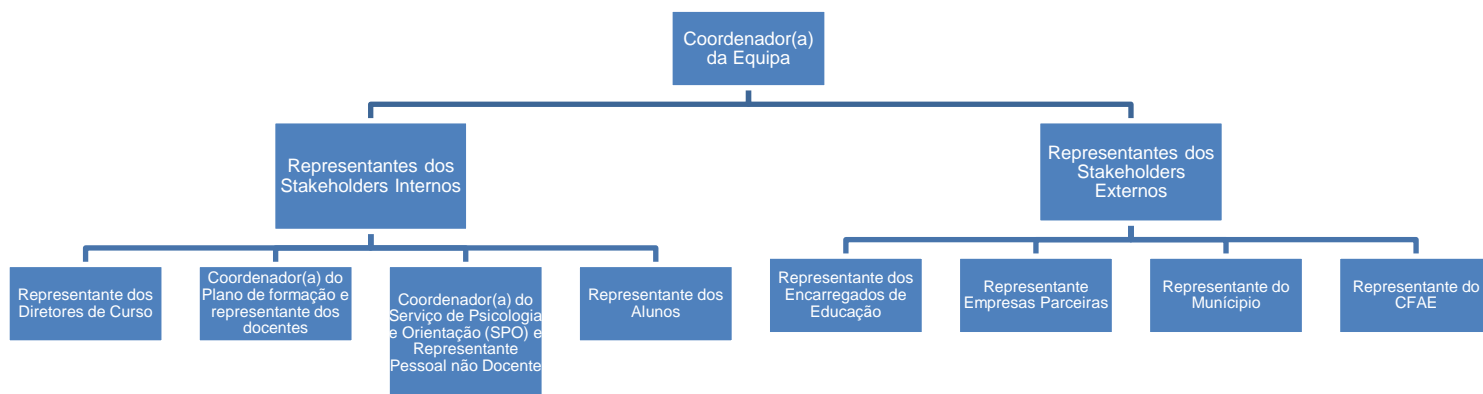 Coordenador(a)
da Equipa
Representantes dos
Stakeholders Internos
Representantes dos
Stakeholders
Externos
Representante dos
Diretores de Curso
Coordenador(a) do
Plano de formação e
representante dos
docentes
Coordenador(a) do
Serviço de Psicologia
e Orientação (SPO) e
Representante
Pessoal não Docente
Representante dos
Alunos
Representante dos
Encarregados de
Educação
Representante
Empresas Parceiras
Representante do
Munícipio
Representante do
CFAE